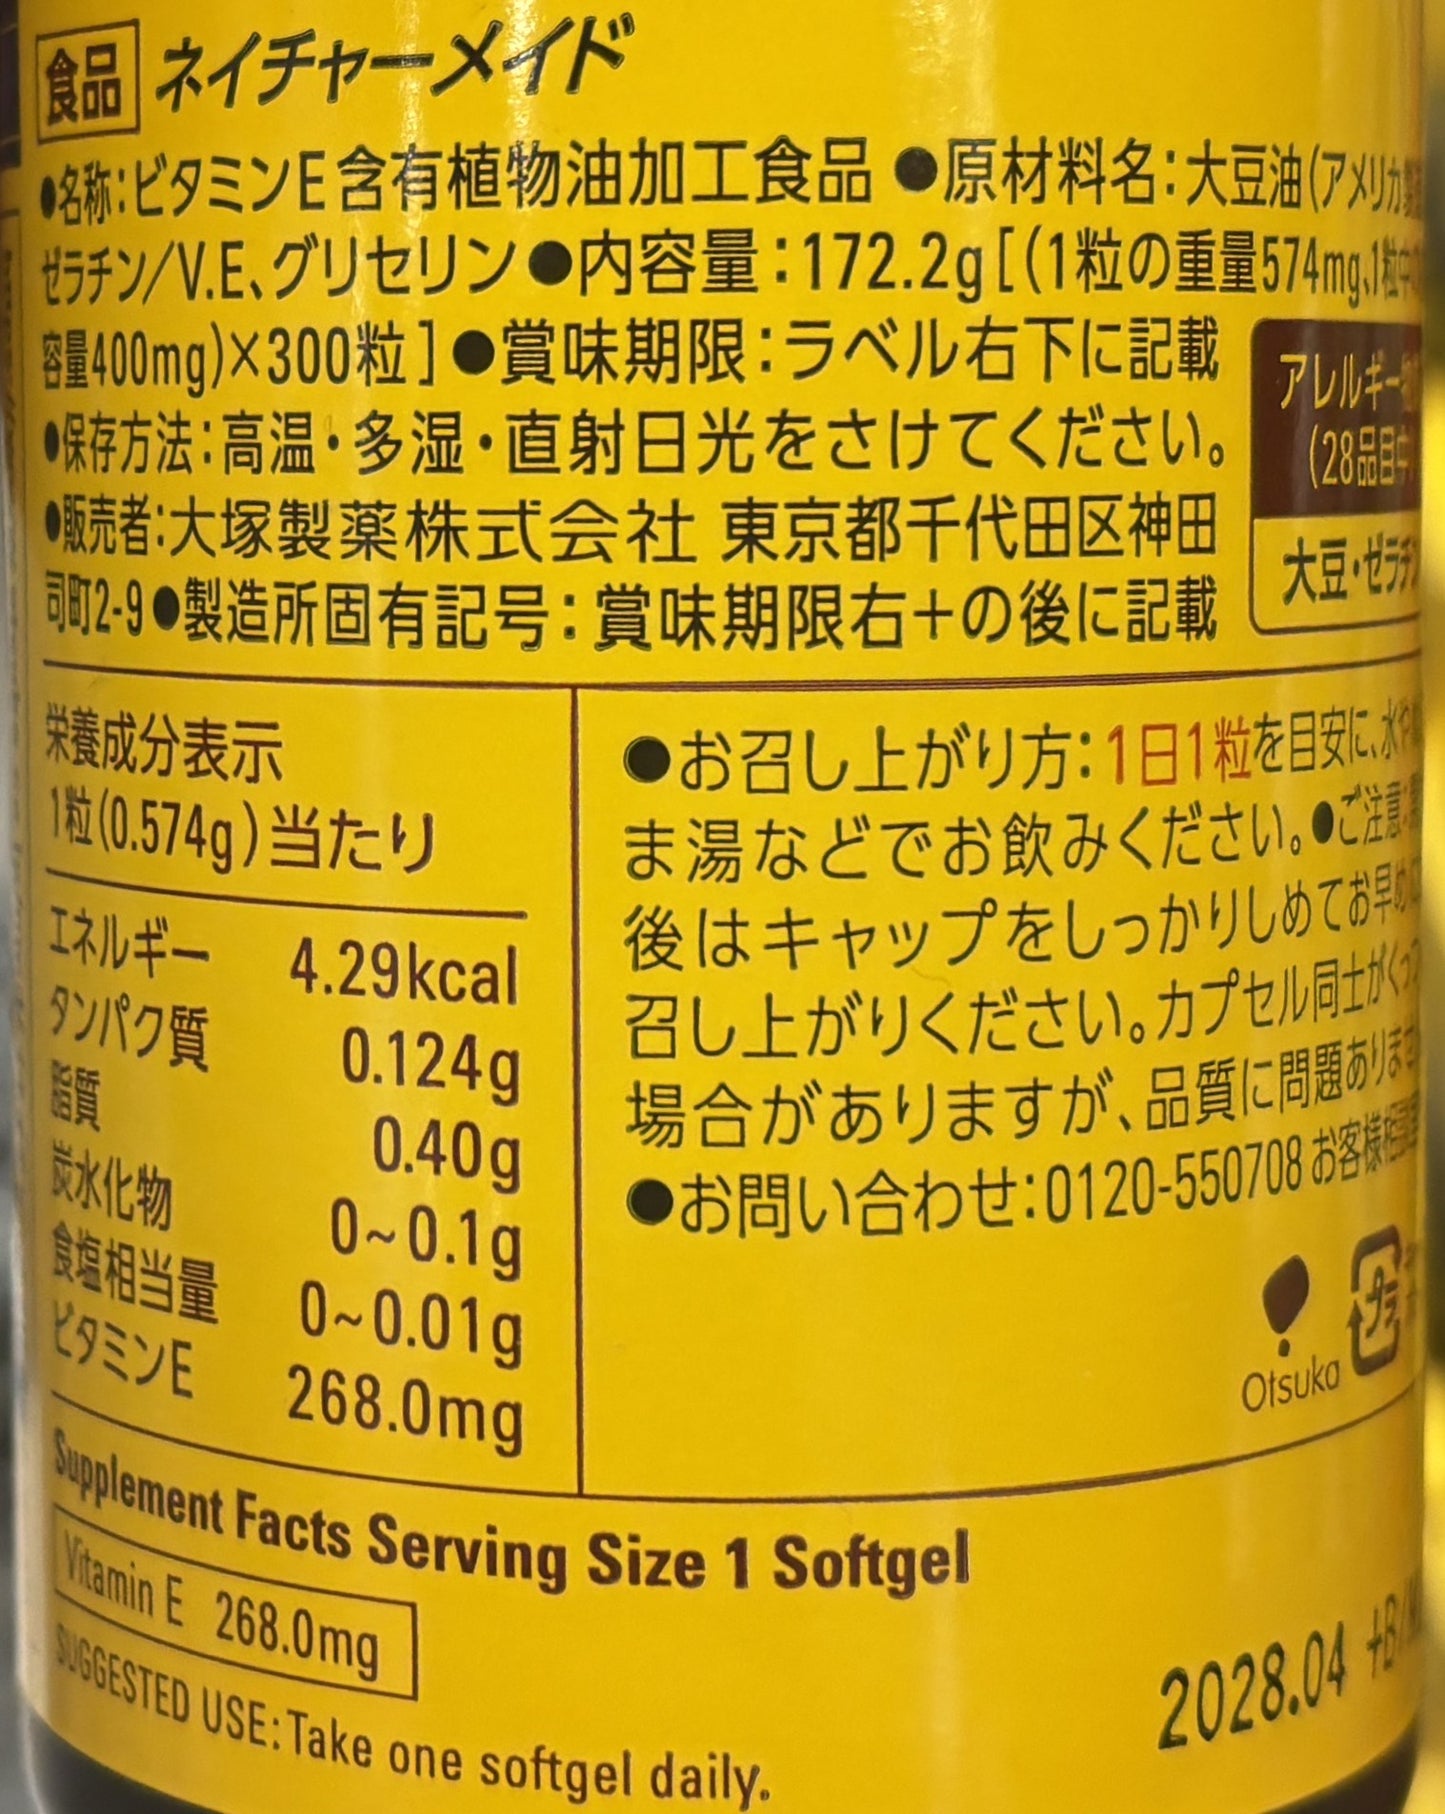 食品 ネイチャーメイド
●名称:ビタミンE含有植物油加工食品 ●原材料名:大豆油(アメリカ製造
ゼラチン/V.E、グリセリン●内容量:172.2g[(1粒の重量574mg、1粒中
容量400mg)×300粒]●賞味期限:ラベル右下に記載
●保存方法:高温・多湿・直射日光をさけてください。
●販売者:大塚製薬株式会社 東京都千代田区神田
司町2-9●製造所固有記号:賞味期限右+の後に記載
アレルギー
(28品目中
大豆・ゼラチン
栄養成分表示
1粒(0.574g)当たり
エネルギー 4.29kcal
タンパク質 0.124g
脂質 0.40g
炭水化物 0~0.1g
食塩相当量 0~0.01g
ビタミンE 268.0mg
●お召し上がり方:1日1粒を目安に、水や
ま湯などでお飲みください。●ご注意:
後はキャップをしっかりしめてお早め
召し上がりください。カプセル同士がくっ
場合がありますが、品質に問題ありませ
●お問い合わせ:0120-550708 お客様相
Otsuka
プラ
Supplement Facts Serving Size 1 Softgel
Vitamin E 268.0mg
SUGGESTED USE:Take one softgel daily.
2028.04 +B/